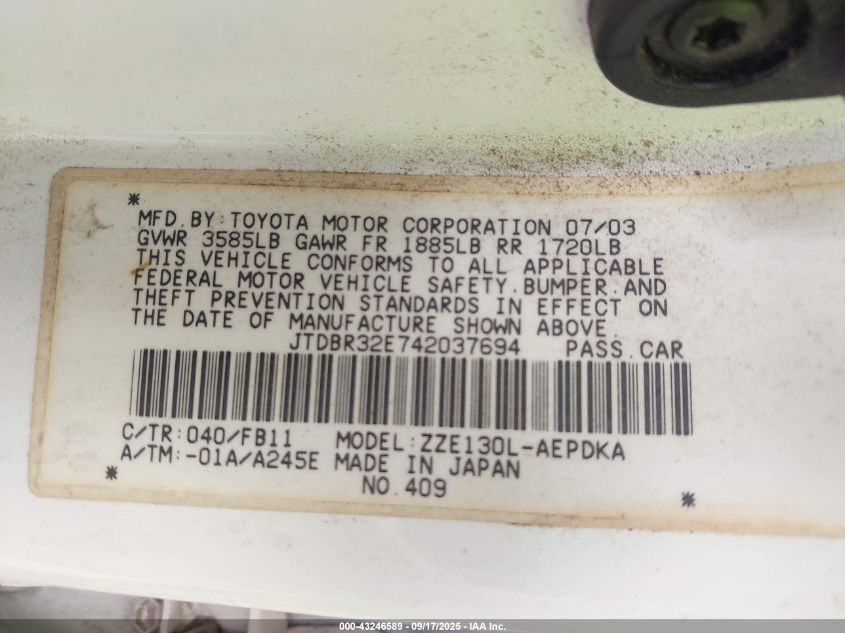 MFD.BY:TOYOTA MOTOR CORPORATION 07/03
GVWR 3585LB GAWR FR 1885LB RR 1720LB
THIS VEHICLE CONFORMS TO ALL APPLICABLE
FEDERAL MOTOR VEHICLE SAFETY.BUMPER.AND
THEFT PREVENTION STANDARDS IN EFFECT ON
THE DATE OF MANUFACTURE SHOWN ABOVE.
JTDBR32E742037694 PASS.CAR
C/TR:040/FB11 MODEL:ZZE130L-AEPDKA
A/TM:-01A/A245E MADE IN JAPAN
NO.409
000-43246589 - 09/17/2025 - IAA Inc.